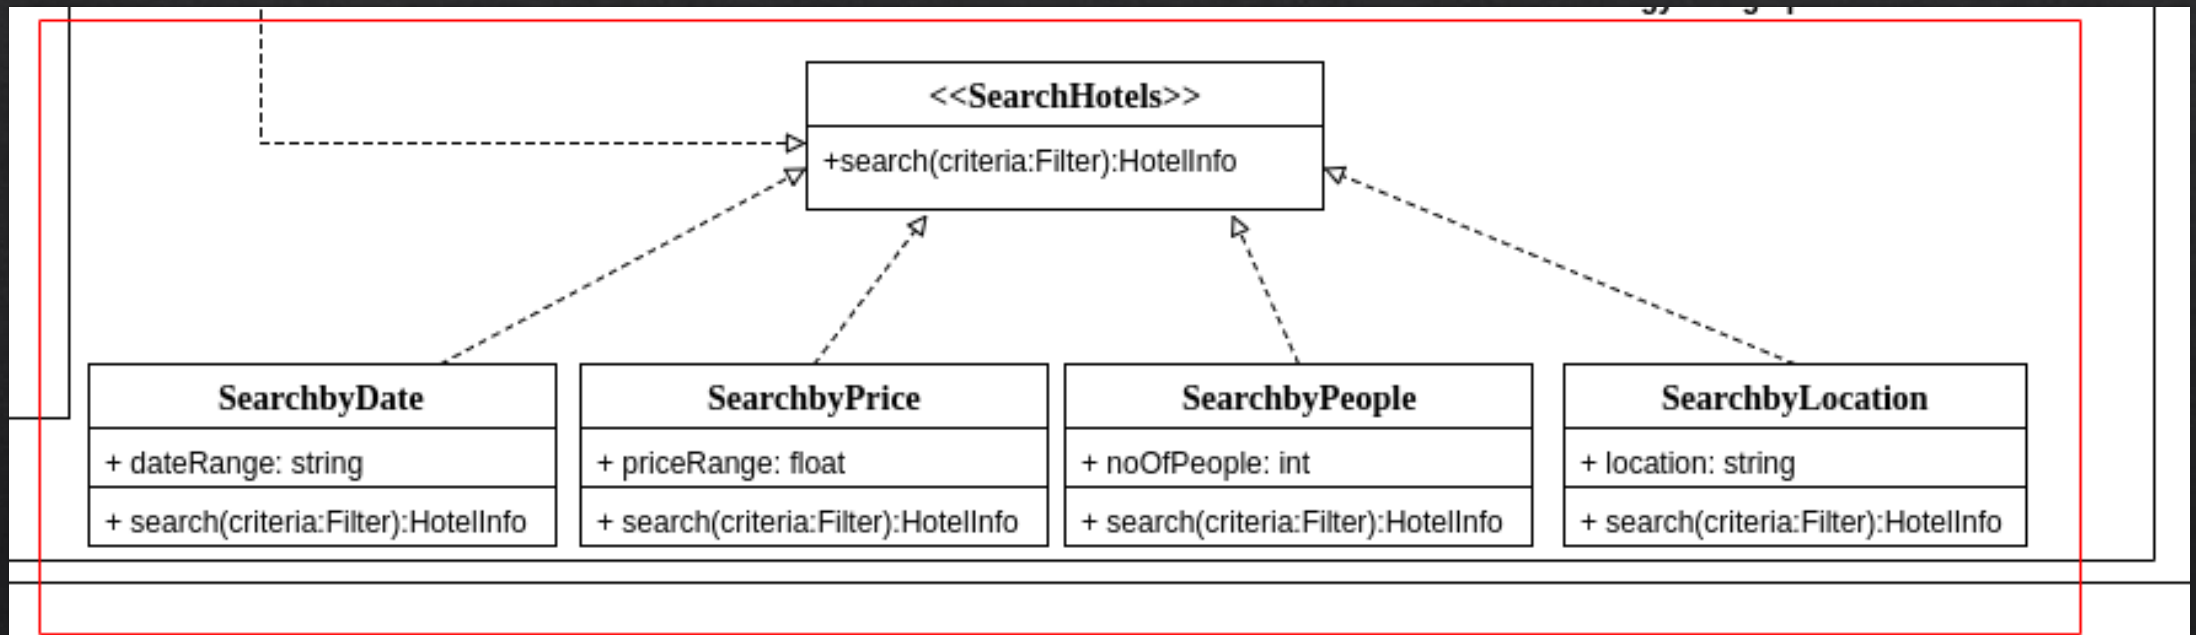 <<SearchHotels>>
+search(criteria:Filter):HotelInfo
SearchbyDate
+ dateRange: string
+ search(criteria:Filter):HotelInfo
SearchbyPrice
+ priceRange: float
+ search(criteria:Filter):HotelInfo
SearchbyPeople
+ noOfPeople: int
+ search(criteria:Filter):HotelInfo
SearchbyLocation
+ location: string
+ search(criteria:Filter):HotelInfo